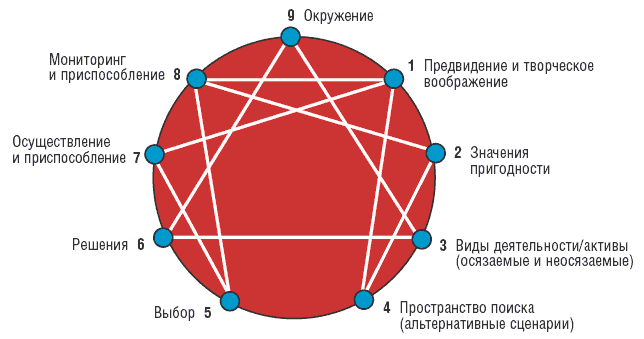 9 Окружение
Мониторинг
и приспособление 8
1 Предвидение и творческое
воображение
Осуществление
и приспособление 7
2 Значения
пригодности
Решения 6
3 Виды деятельности/активы
(осязаемые и неосязаемые)
Выбор 5
4 Пространство поиска
(альтернативные сценарии)